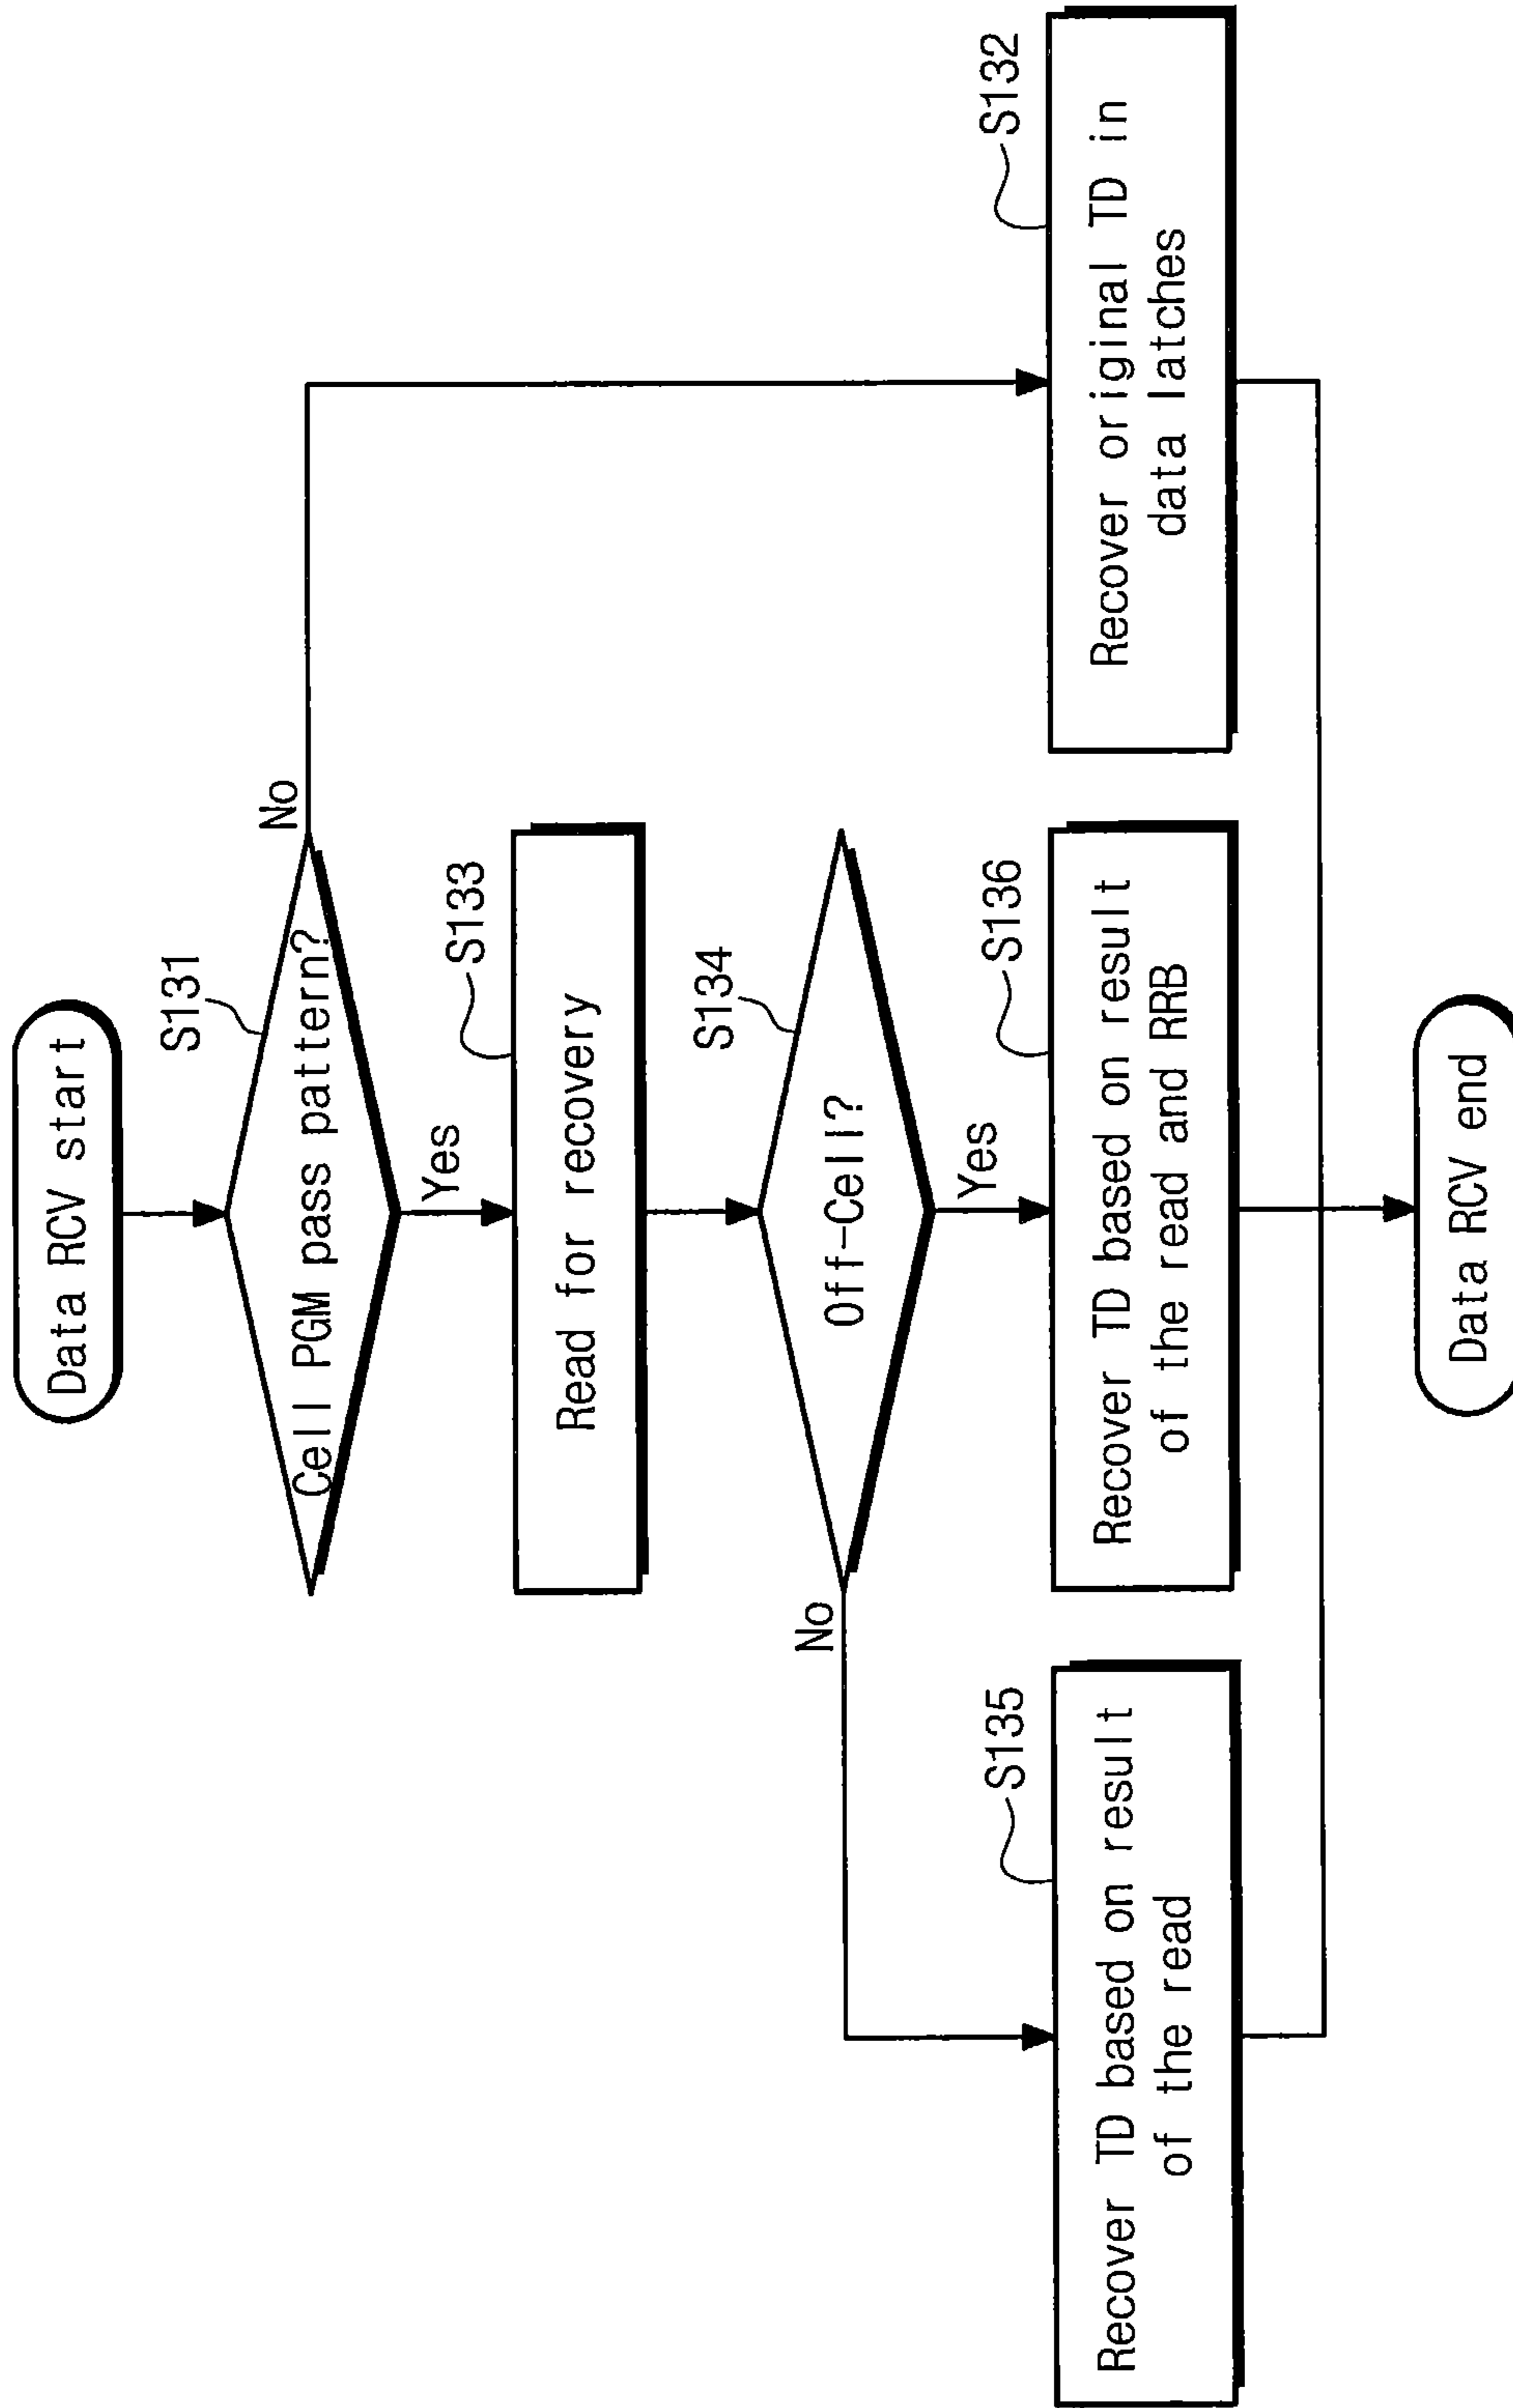 Data RCV start
S131
Cell PGM pass pattern?
No
Yes
S133
Read for recovery
S134
Off-Cell?
No
Yes
S135
Recover TD based on result
of the read
S136
Recover TD based on result
of the read and RRB
S132
Recover original TD in
data latches
Data RCV end